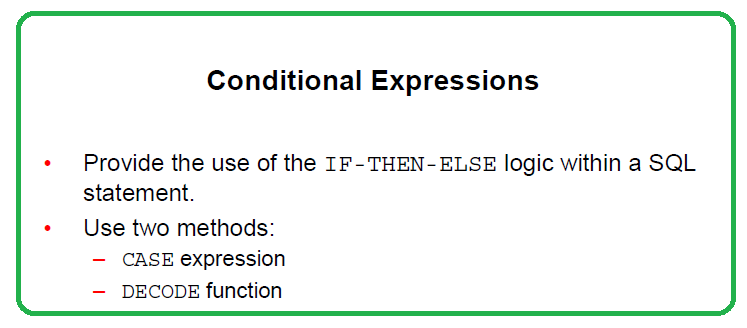 Conditional Expressions
• Provide the use of the IF-THEN-ELSE logic within a SQL
statement.
• Use two methods:
– CASE expression
– DECODE function